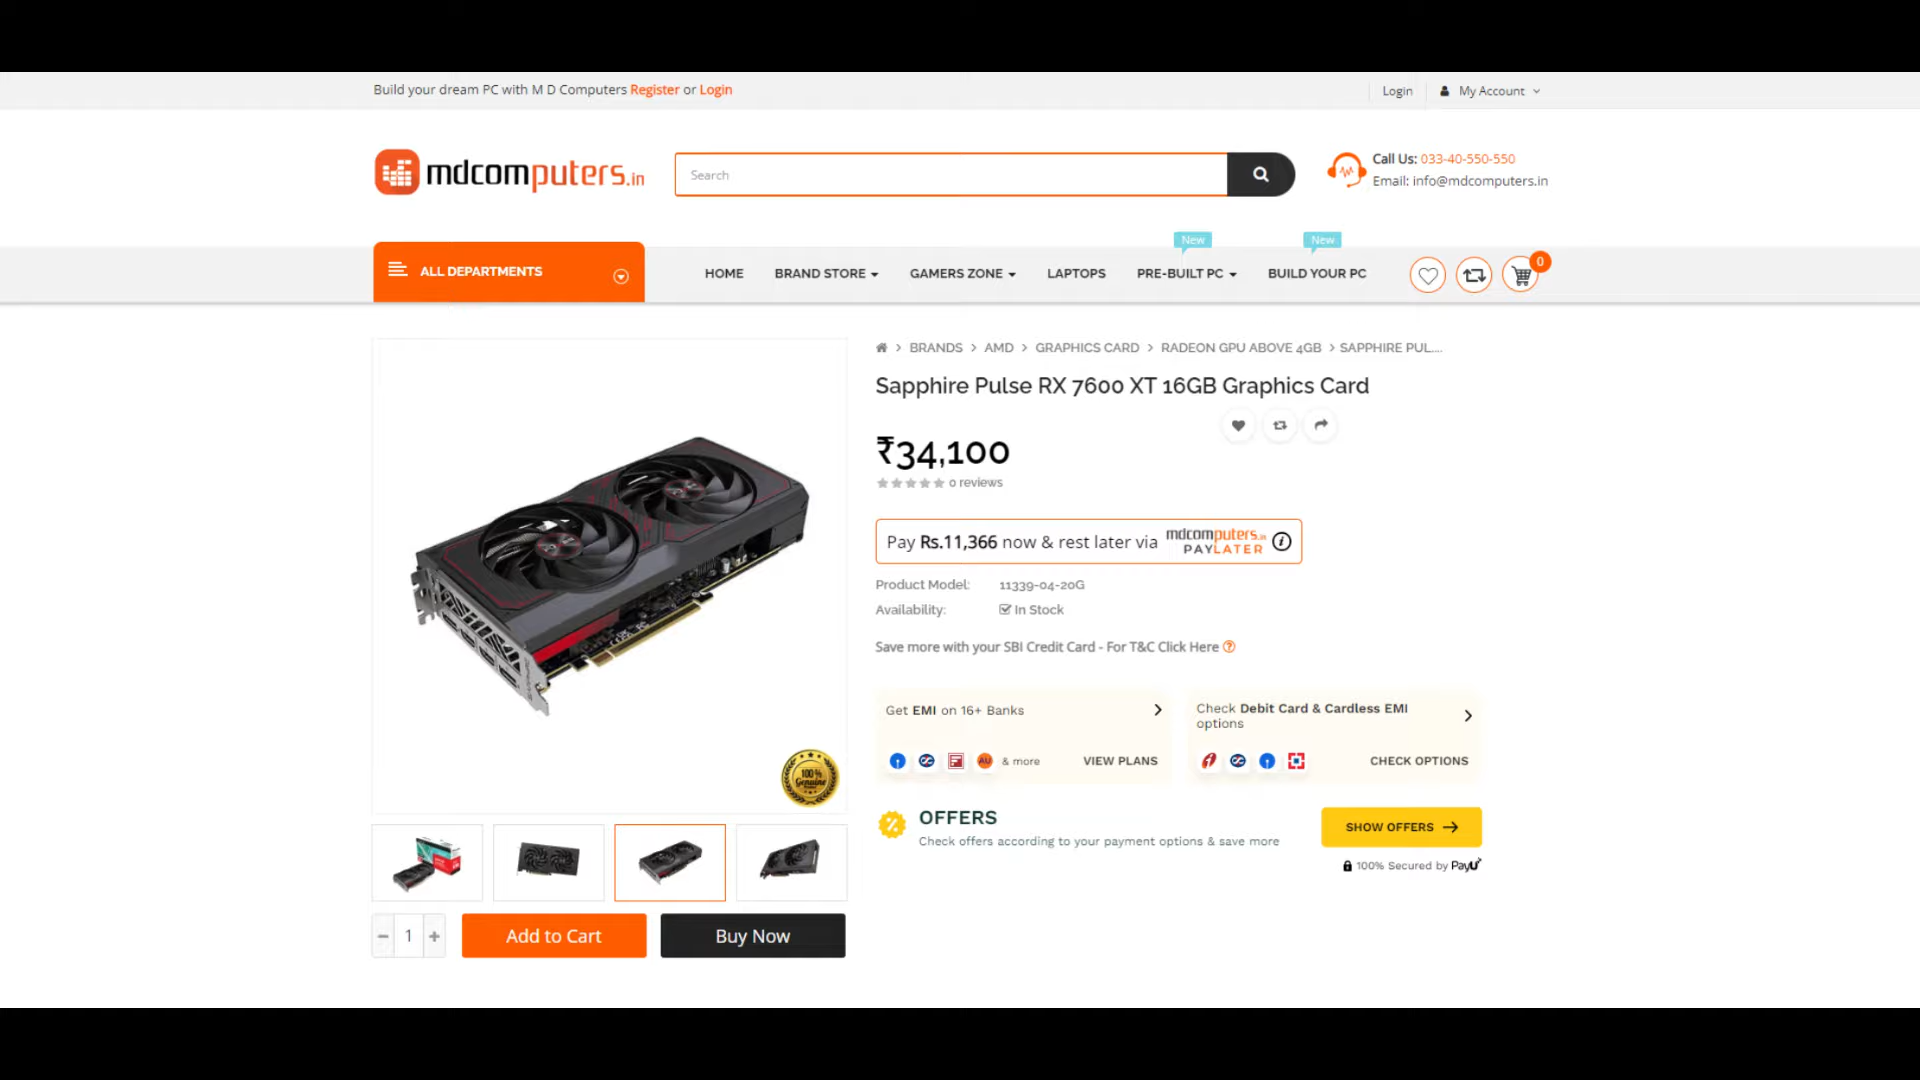 Build your dream PC with M D Computers Register or Login
Login
My Account
mdcomputers.in
Search
Call Us: 033-40-550-550
Email: info@mdcomputers.in
New
New
ALL DEPARTMENTS
HOME
BRAND STORE
GAMERS ZONE
LAPTOPS
PRE-BUILT PC
BUILD YOUR PC
0
BRANDS > AMD > GRAPHICS CARD > RADEON GPU ABOVE 4GB > SAPPHIRE PUL....
Sapphire Pulse RX 7600 XT 16GB Graphics Card
₹34,100
0 reviews
Pay Rs.11,366 now & rest later via mdcomputers.in PAYLATER
Product Model: 11339-04-20G
Availability: In Stock
Save more with your SBI Credit Card - For T&C Click Here
Get EMI on 16+ Banks
& more
VIEW PLANS
Check Debit Card & Cardless EMI
options
CHECK OPTIONS
100%
Genuine
OFFERS
Check offers according to your payment options & save more
SHOW OFFERS
100% Secured by PayU
1
Add to Cart
Buy Now